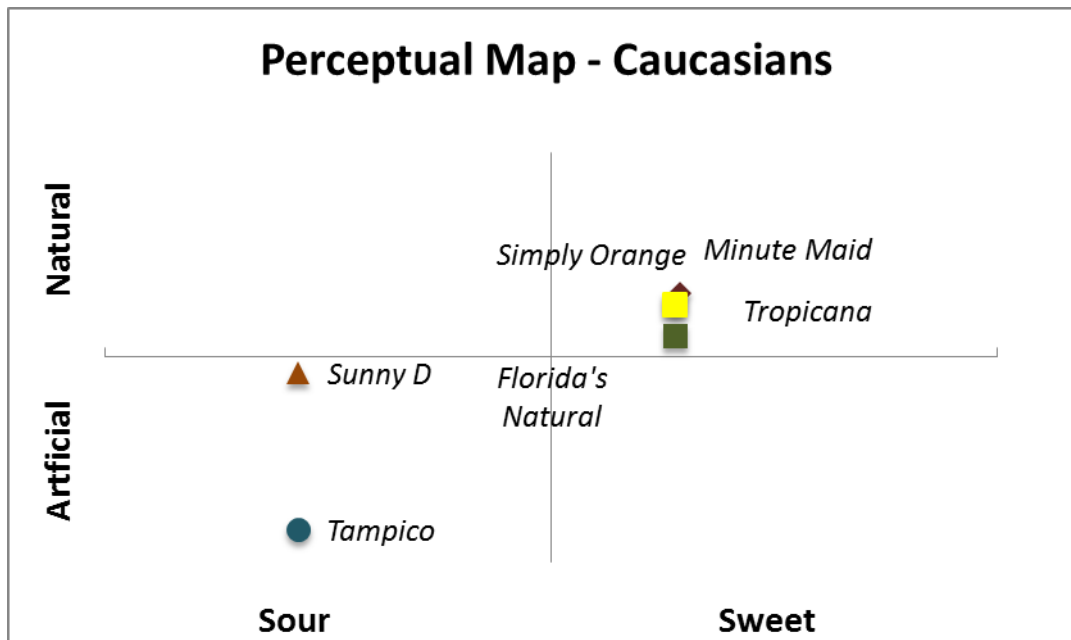 Perceptual Map - Caucasians
Natural
Simply Orange
Minute Maid
Tropicana
Sunny D
Florida's
Natural
Artficial
Tampico
Sour
Sweet